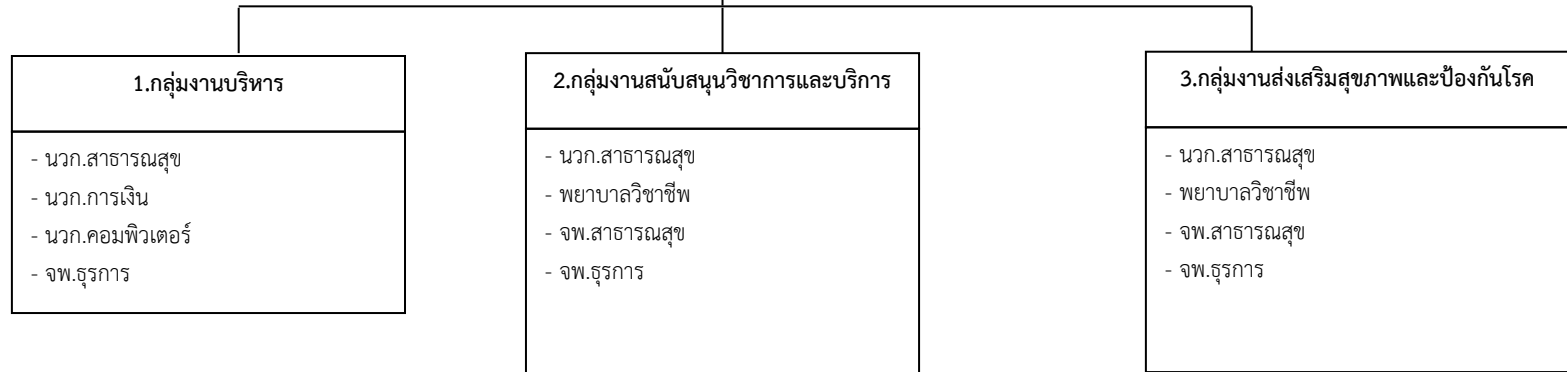 1.กลุ่มงานบริหาร
- นวก.สาธารณสุข
- นวก.การเงิน
- นวก.คอมพิวเตอร์
- จพ.ธุรการ
2.กลุ่มงานสนับสนุนวิชาการและบริการ
- นวก.สาธารณสุข
- พยาบาลวิชาชีพ
- จพ.สาธารณสุข
- จพ.ธุรการ
3.กลุ่มงานส่งเสริมสุขภาพและป้องกันโรค
- นวก.สาธารณสุข
- พยาบาลวิชาชีพ
- จพ.สาธารณสุข
- จพ.ธุรการ